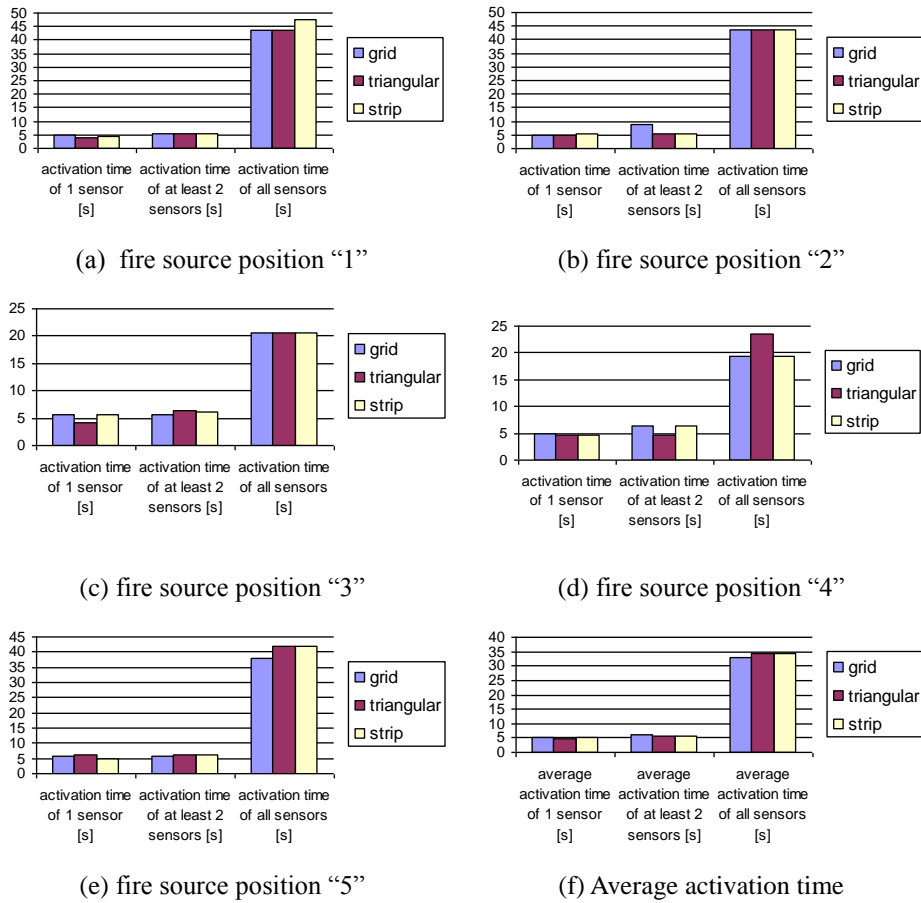 50
45
40
35
30
25
20
15
10
5
0
activation time
of 1 sensor
[s]
activation time
of at least 2
sensors [s]
activation time
of all sensors
[s]
grid
triangular
strip
(a) fire source position “1”
50
45
40
35
30
25
20
15
10
5
0
activation time
of 1 sensor
[s]
activation time
of at least 2
sensors [s]
activation time
of all sensors
[s]
grid
triangular
strip
(b) fire source position “2”
25
20
15
10
5
0
activation time
of 1 sensor
[s]
activation time
of at least 2
sensors [s]
activation time
of all sensors
[s]
grid
triangular
strip
(c) fire source position “3”
25
20
15
10
5
0
activation time
of 1 sensor
[s]
activation time
of at least 2
sensors [s]
activation time
of all sensors
[s]
grid
triangular
strip
(d) fire source position “4”
45
40
35
30
25
20
15
10
5
0
activation time
of 1 sensor
[s]
activation time
of at least 2
sensors [s]
activation time
of all sensors
[s]
grid
triangular
strip
(e) fire source position “5”
40
35
30
25
20
15
10
5
0
average
activation time
of 1 sensor
[s]
average
activation time
of at least 2
sensors [s]
average
activation time
of all sensors
[s]
grid
triangular
strip
(f) Average activation time